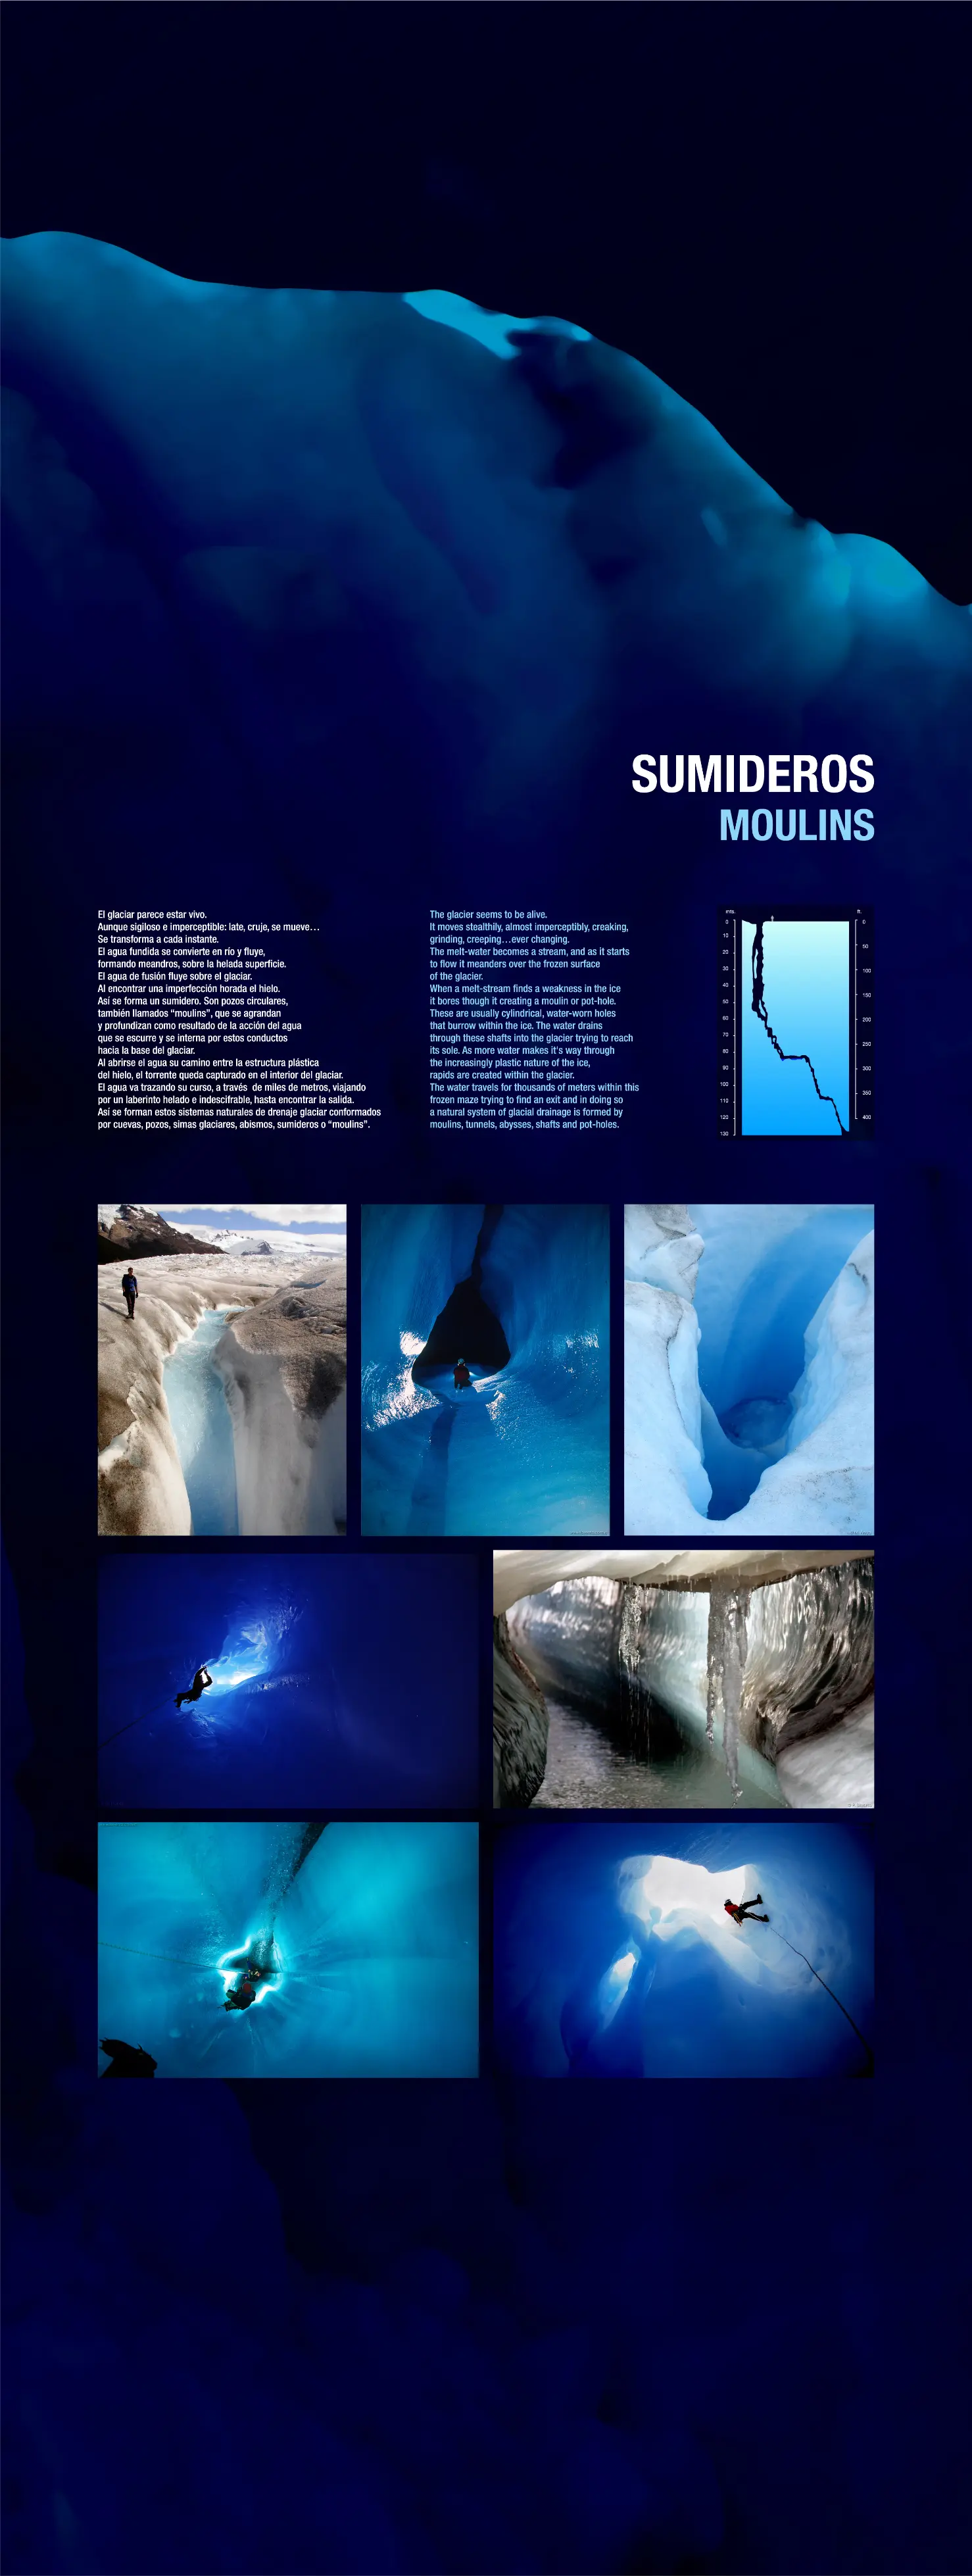 SUMIDEROS
MOULINS
El glaciar parece estar vivo.
Aunque sigiloso e imperceptible: late, cruje, se mueve…
Se transforma a cada instante.
El agua fundida se convierte en río y fluye,
formando meandros, sobre la helada superficie.
El agua de fusión fluye sobre el glaciar.
Al encontrar una imperfección horada el hielo.
Así se forma un sumidero. Son pozos circulares,
también llamados “moulins”, que se agrandan
y profundizan como resultado de la acción del agua
que se escurre y se interna por estos conductos
hacia la base del glaciar.
Al abrirse el agua su camino entre la estructura plástica
del hielo, el torrente queda capturado en el interior del glaciar.
El agua va trazando su curso, a través de miles de metros, viajando
por un laberinto helado e indescifrable, hasta encontrar la salida.
Así se forman estos sistemas naturales de drenaje glaciar conformados
por cuevas, pozos, simas glaciares, abismos, sumideros o “moulins”.
The glacier seems to be alive.
It moves stealthily, almost imperceptibly, creaking,
grinding, creeping…ever changing.
The melt-water becomes a stream, and as it starts
to flow it meanders over the frozen surface
of the glacier.
When a melt-stream finds a weakness in the ice
it bores though it creating a moulin or pot-hole.
These are usually cylindrical, water-worn holes
that burrow within the ice. The water drains
through these shafts into the glacier trying to reach
its sole. As more water makes it's way through
the increasingly plastic nature of the ice,
rapids are created within the glacier.
The water travels for thousands of meters within this
frozen maze trying to find an exit and in doing so
a natural system of glacial drainage is formed by
moulins, tunnels, abysses, shafts and pot-holes.
mts.
0
10
20
30
40
50
60
70
80
90
100
110
120
130
ft.
0
50
100
150
200
250
300
350
400